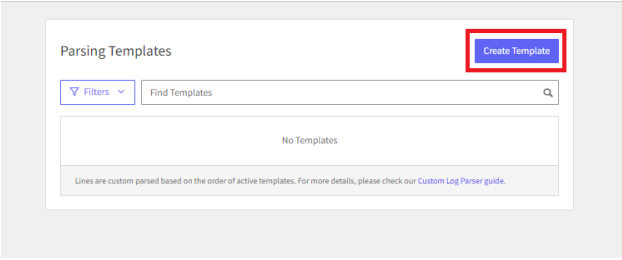 Parsing Templates
Create Template
Filters
Find Templates
No Templates
Lines are custom parsed based on the order of active templates. For more details, please check our Custom Log Parser guide.